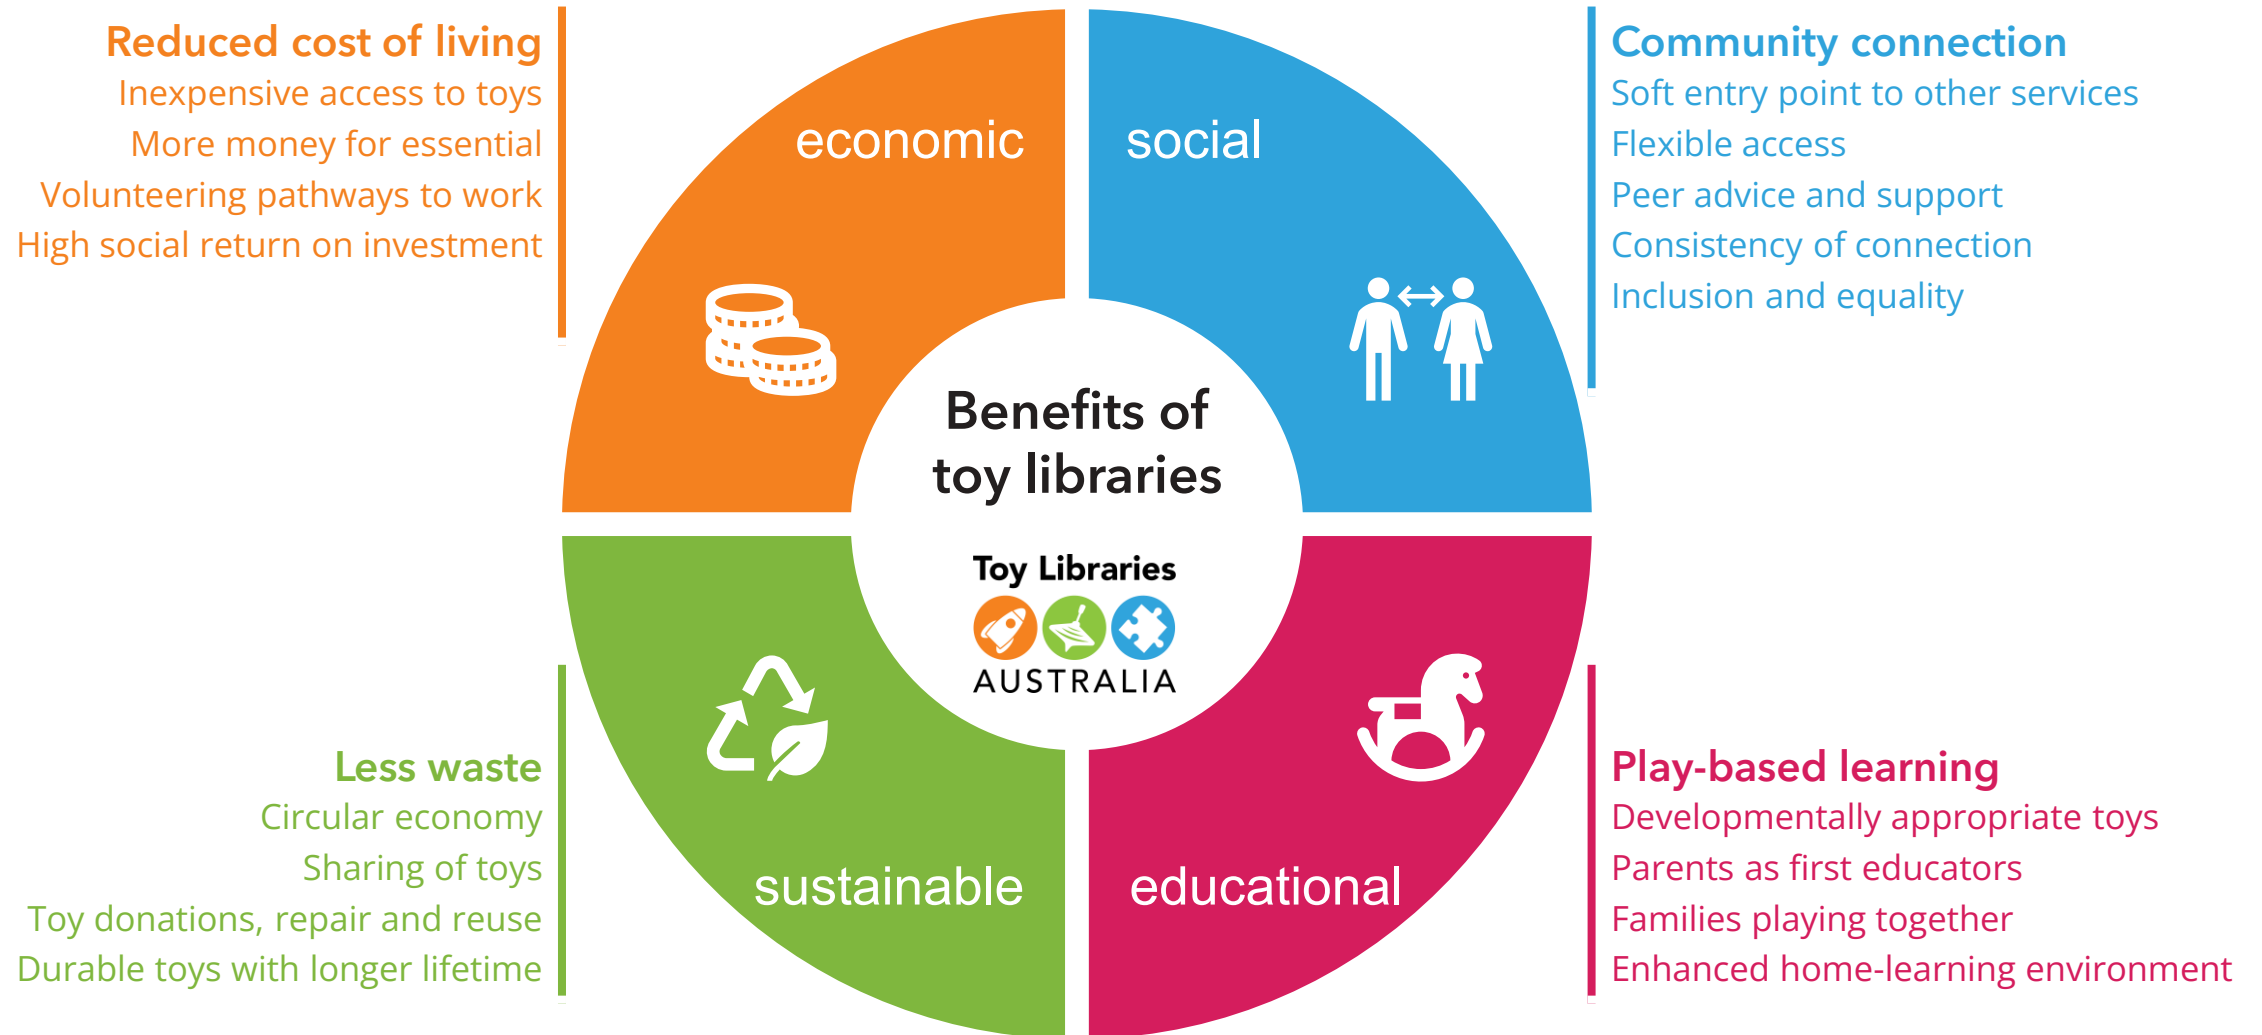 Reduced cost of living
Inexpensive access to toys
More money for essential
Volunteering pathways to work
High social return on investment
economic
social
Community connection
Soft entry point to other services
Flexible access
Peer advice and support
Consistency of connection
Inclusion and equality
Benefits of
toy libraries
Toy Libraries
AUSTRALIA
Less waste
Circular economy
Sharing of toys
Toy donations, repair and reuse
Durable toys with longer lifetime
sustainable
educational
Play-based learning
Developmentally appropriate toys
Parents as first educators
Families playing together
Enhanced home-learning environment